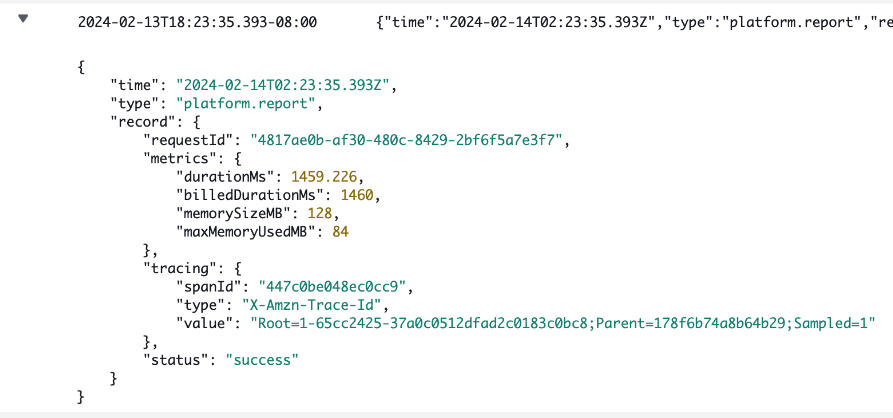 2024-02-13T18:23:35.393-08:00 {"time":"2024-02-14T02:23:35.393Z","type":"platform.report","re
{
"time": "2024-02-14T02:23:35.393Z",
"type": "platform.report",
"record": {
"requestId": "4817ae0b-af30-480c-8429-2bf6f5a7e3f7",
"metrics": {
"durationMs": 1459.226,
"billedDurationMs": 1460,
"memorySizeMB": 128,
"maxMemoryUsedMB": 84
},
"tracing": {
"spanId": "447c0be048ec0cc9",
"type": "X-Amzn-Trace-Id",
"value": "Root=1-65cc2425-37a0c0512dfad2c0183c0bc8;Parent=178f6b74a8b64b29;Sampled=1"
},
"status": "success"
}
}